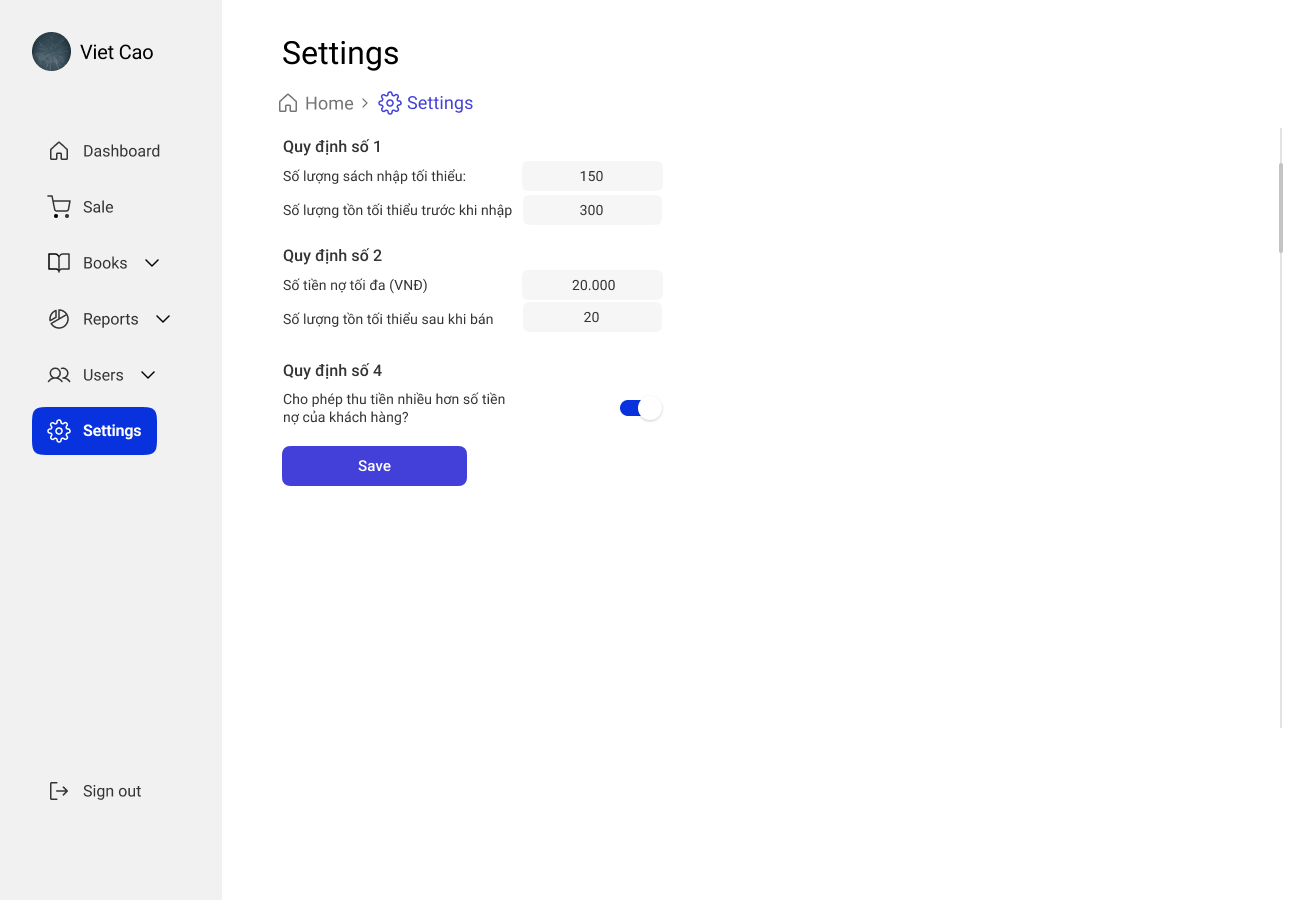 Viet Cao
Dashboard
Sale
Books
Reports
Users
Settings
Sign out
Settings
Home > Settings
Quy định số 1
Số lượng sách nhập tối thiểu: 150
Số lượng tồn tối thiểu trước khi nhập 300
Quy định số 2
Số tiền nợ tối đa (VNĐ) 20.000
Số lượng tồn tối thiểu sau khi bán 20
Quy định số 4
Cho phép thu tiền nhiều hơn số tiền
nợ của khách hàng?
Save